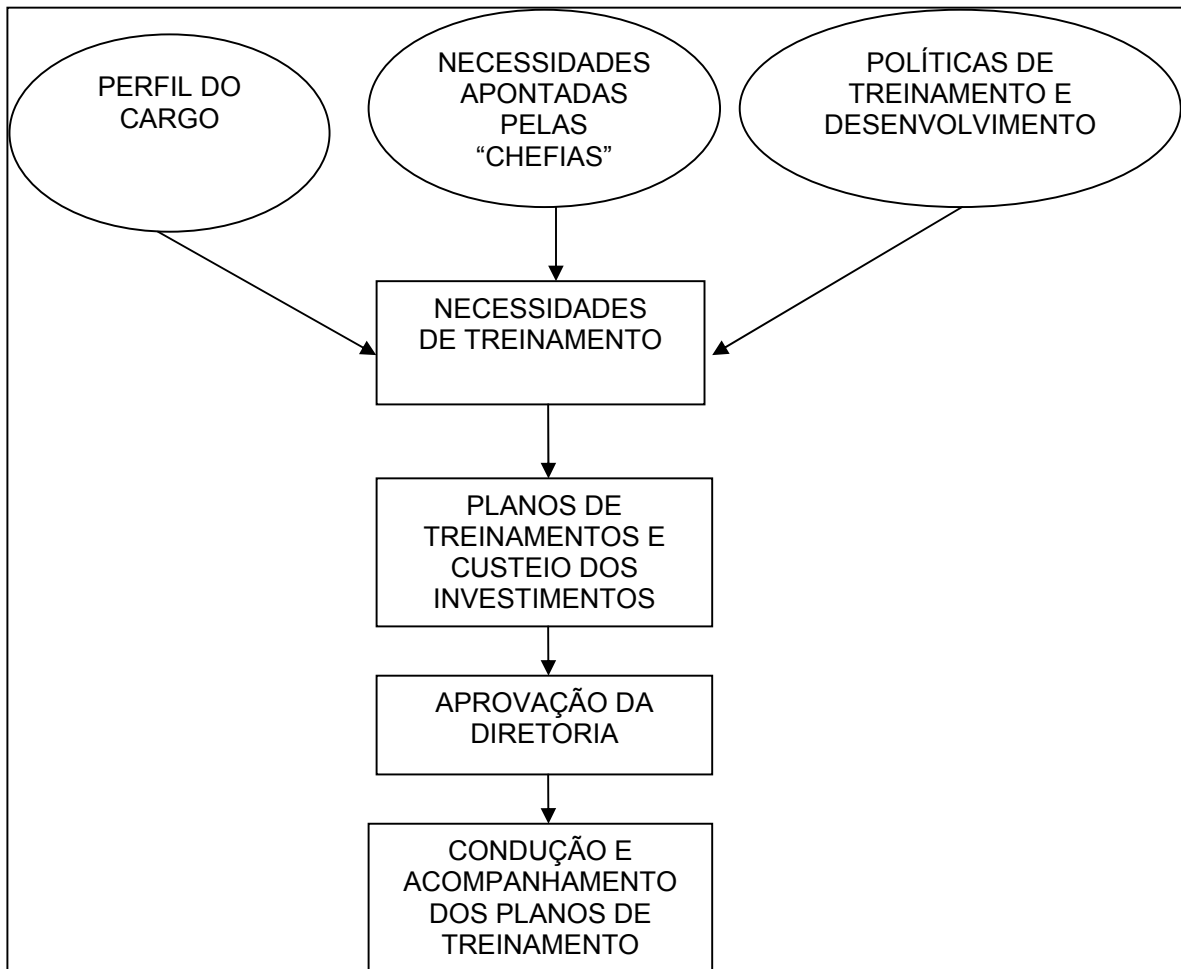 PERFIL DO
CARGO
NECESSIDADES
APONTADAS
PELAS
“CHEFIAS”
POLÍTICAS DE
TREINAMENTO E
DESENVOLVIMENTO
NECESSIDADES
DE TREINAMENTO
PLANOS DE
TREINAMENTOS E
CUSTEIO DOS
INVESTIMENTOS
APROVAÇÃO DA
DIRETORIA
CONDUÇÃO E
ACOMPANHAMENTO
DOS PLANOS DE
TREINAMENTO